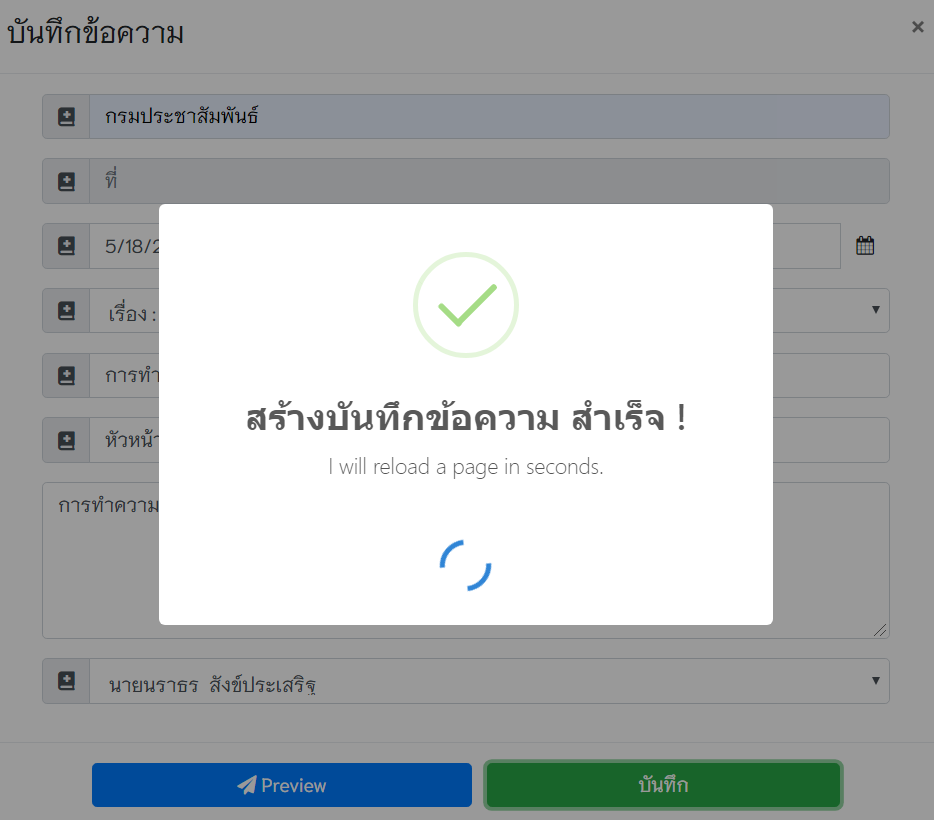 บันทึกข้อความ
×
กรมประชาสัมพันธ์
ที่
5/18/2
เรื่อง :
การทำ
หัวหน้า
การทำความ
สร้างบันทึกข้อความ สำเร็จ !
I will reload a page in seconds.
นายนราธร สังข์ประเสริฐ
Preview
บันทึก